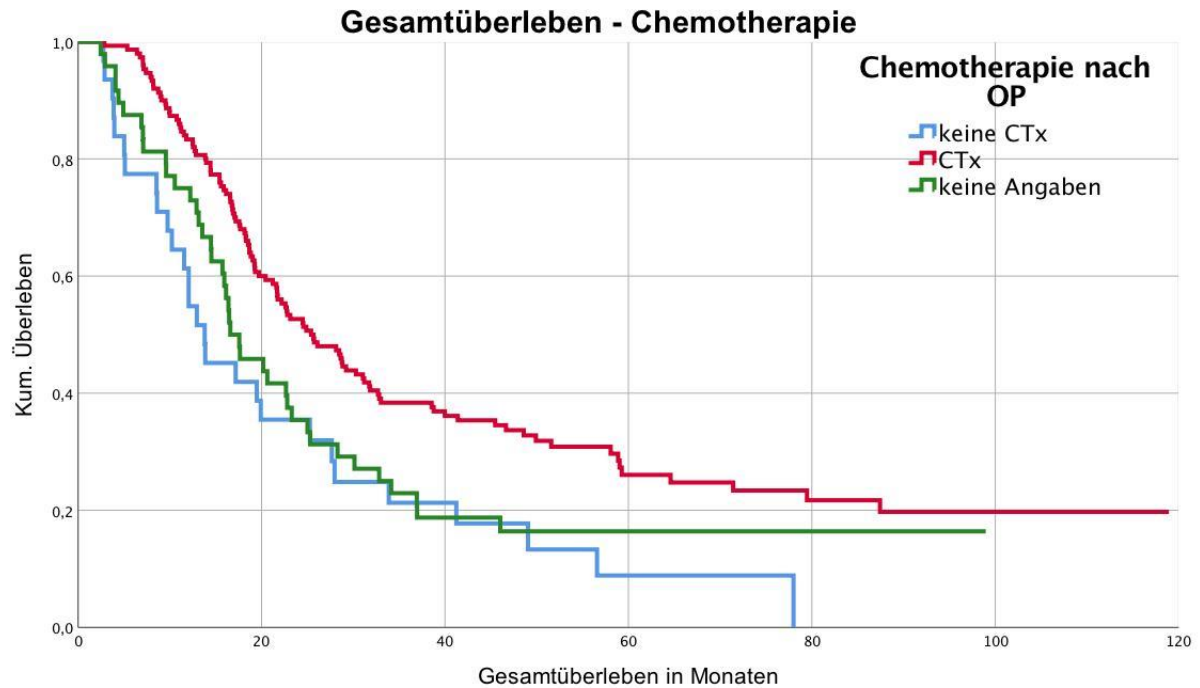 Gesamtüberleben - Chemotherapie
Chemotherapie nach
OP
keine CTx
CTx
keine Angaben
Kum. Überleben
1,0
0,8
0,6
0,4
0,2
0,0
0 20 40 60 80 100 120
Gesamtüberleben in Monaten